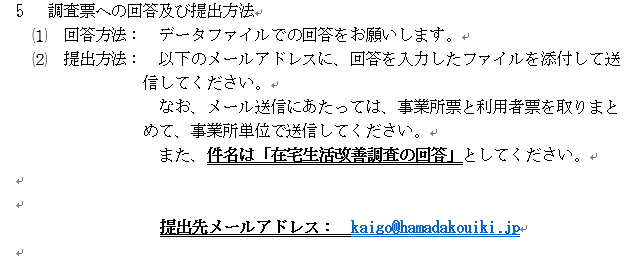 5　調査票への回答及び提出方法
⑴　回答方法：　データファイルでの回答をお願いします。
⑵　提出方法：　以下のメールアドレスに、回答を入力したファイルを添付して送
信してください。
なお、メール送信にあたっては、事業所票と利用者票を取りまと
めて、事業所単位で送信してください。
また、件名は「在宅生活改善調査の回答」としてください。
提出先メールアドレス：　kaigo@hamadakouiki.jp